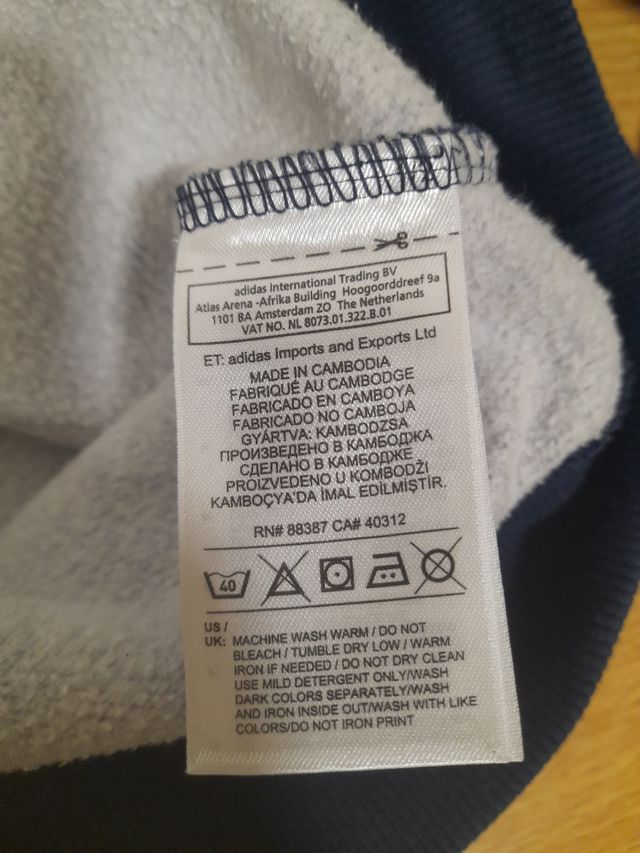 adidas International Trading BV
Atlas Arena -Afrika Building Hoogoorddreef 9a
1101 BA Amsterdam ZO The Netherlands
VAT NO. NL 8073.01.322.B.01
ET: adidas Imports and Exports Ltd
MADE IN CAMBODIA
FABRIQUÉ AU CAMBODGE
FABRICADO EN CAMBOYA
FABRICADO NO CAMBOJA
GYÁRTVA: KAMBODZSA
ПРОИЗВЕДЕНО В КАМБОДЖА
СДЕЛАНО В КАМБОДЖЕ
PROIZVEDENO U KOMBODŽI
KAMBOÇYA'DA İMAL EDİLMİŞTİR.
RN# 88387 CA# 40312
40
US /
UK: MACHINE WASH WARM / DO NOT
BLEACH / TUMBLE DRY LOW / WARM
IRON IF NEEDED / DO NOT DRY CLEAN
USE MILD DETERGENT ONLY/WASH
DARK COLORS SEPARATELY/WASH
AND IRON INSIDE OUT/WASH WITH LIKE
COLORS/DO NOT IRON PRINT